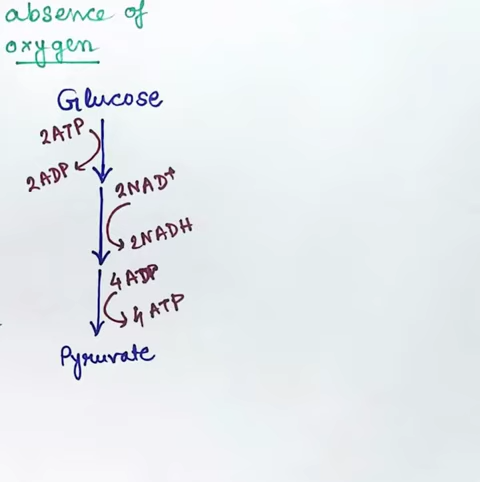 absence of
oxygen
Glucose
2ATP
2ADP
2NAD+
2NADH
4ADP
4ATP
Pyruvate